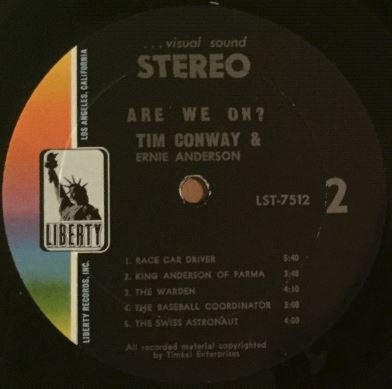 ...visual sound
STEREO
ARE WE ON?
TIM CONWAY &
ERNIE ANDERSON
LST-7512
2
LIBERTY
LOS ANGELES, CALIFORNIA
LIBERTY RECORDS, INC.
1. RACE CAR DRIVER 5:40
2. KING ANDERSON OF PARMA 3:48
3. THE WARDEN 4:10
4. THE BASEBALL COORDINATOR 3:08
5. THE SWISS ASTRONAUT 4:00
All recorded material copyrighted
by Timkel Enterprises